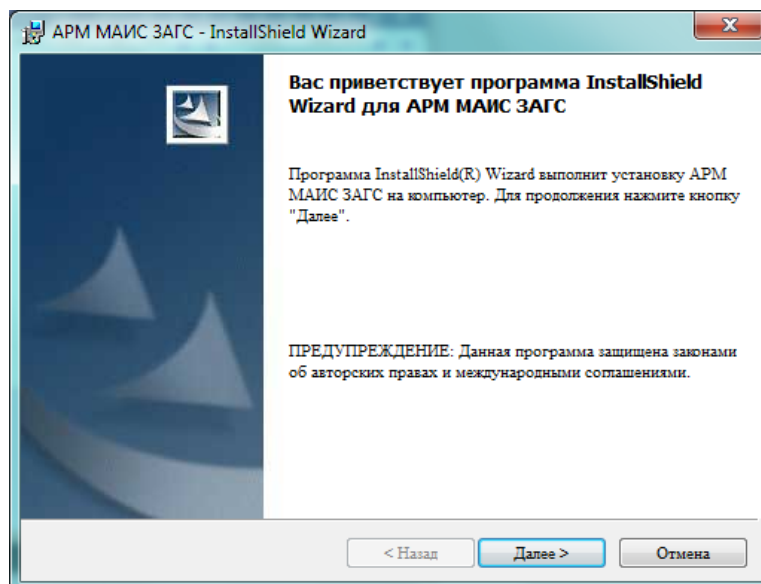 АРМ МАИС ЗАГС - InstallShield Wizard
Вас приветствует программа InstallShield
Wizard для АРМ МАИС ЗАГС
Программа InstallShield(R) Wizard выполнит установку АРМ
МАИС ЗАГС на компьютер. Для продолжения нажмите кнопку
"Далее".
ПРЕДУПРЕЖДЕНИЕ: Данная программа защищена законами
об авторских правах и международными соглашениями.
< Назад
Далее >
Отмена